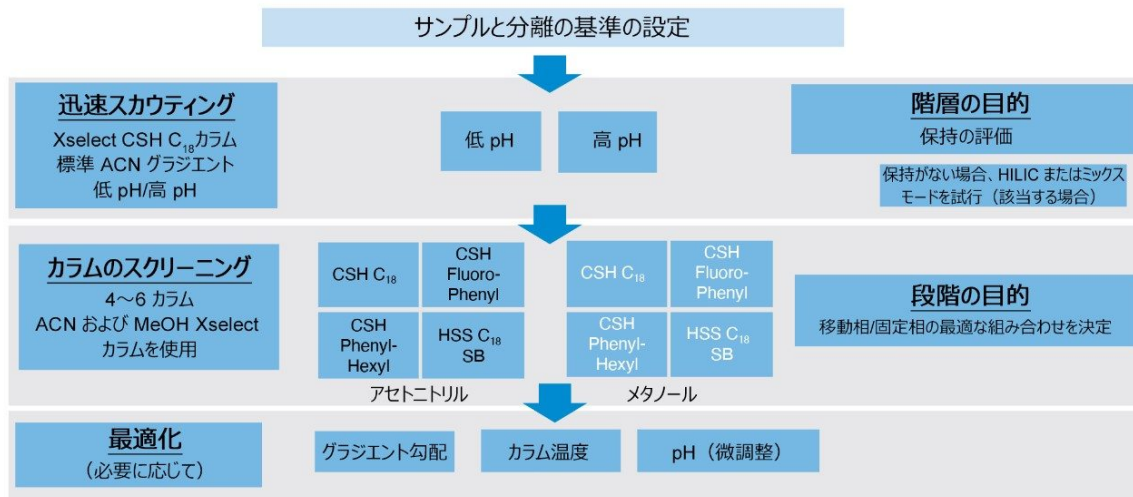 サンプルと分離の基準の設定
迅速スカウティング
Xselect CSH C₁₈カラム
標準 ACN グラジエント
低 pH/高 pH
低 pH
高 pH
階層の目的
保持の評価
保持がない場合、HILIC またはミックス
モードを試行（該当する場合）
カラムのスクリーニング
4～6 カラム
ACN および MeOH Xselect
カラムを使用
CSH C₁₈
CSH
Fluoro-
Phenyl
CSH
Phenyl-
Hexyl
HSS C₁₈
SB
アセトニトリル
CSH C₁₈
CSH
Fluoro-
Phenyl
CSH
Phenyl-
Hexyl
HSS C₁₈
SB
メタノール
段階の目的
移動相/固定相の最適な組み合わせを決定
最適化
（必要に応じて）
グラジエント勾配
カラム温度
pH（微調整）